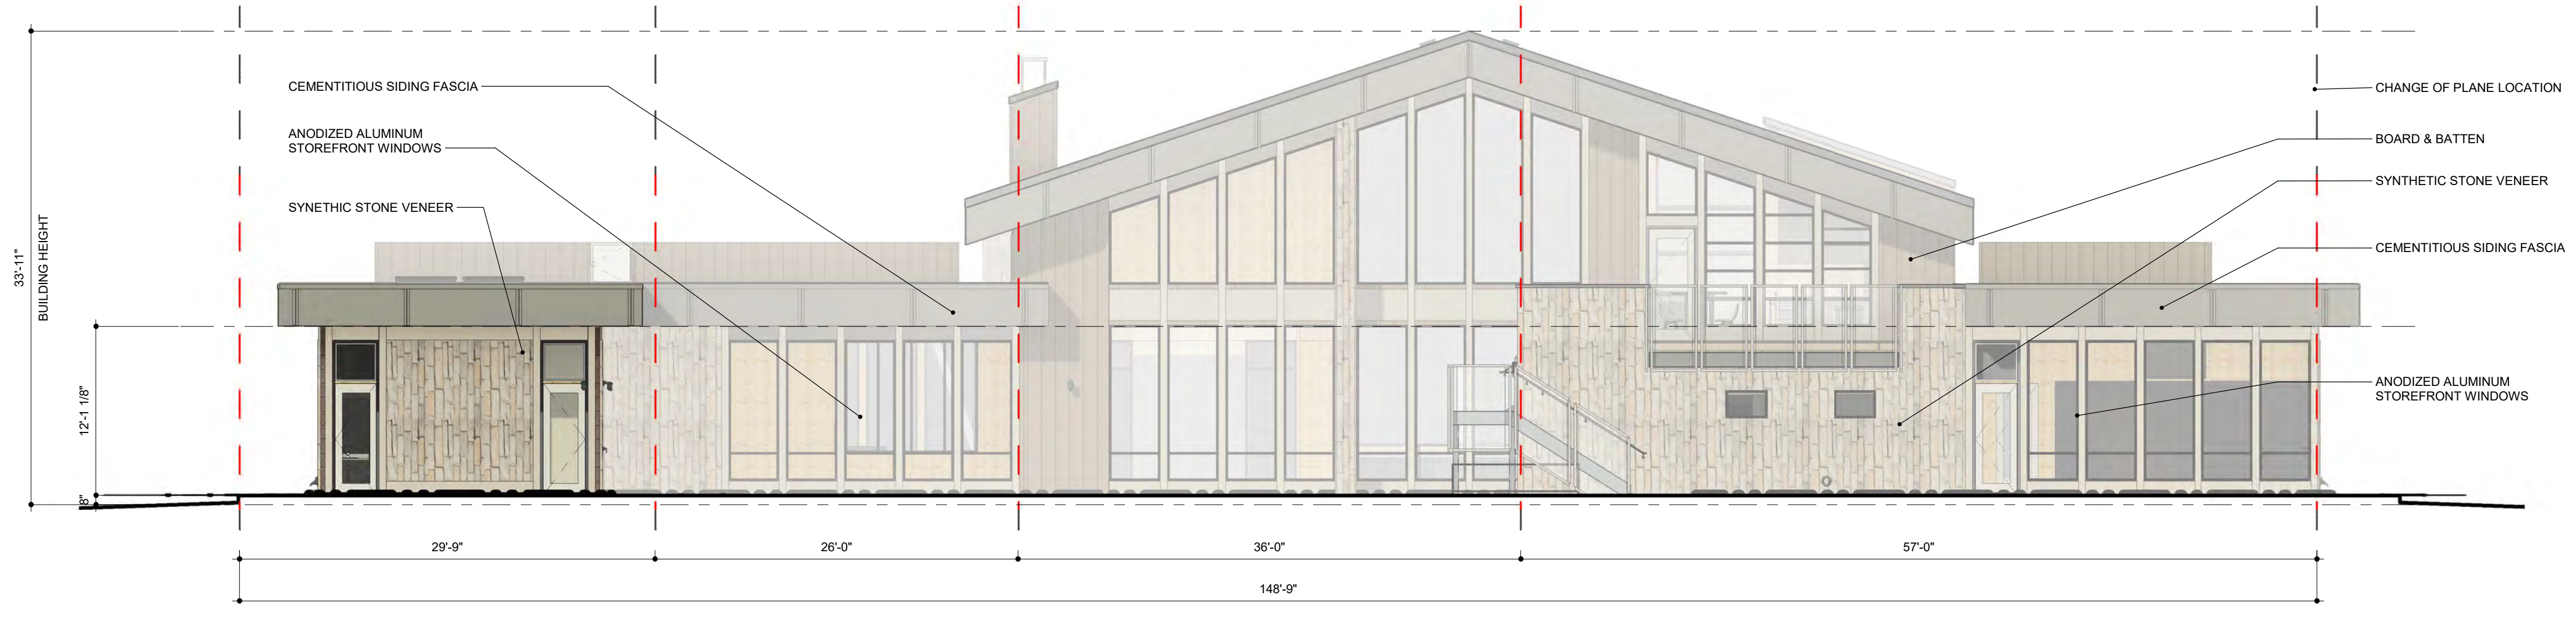 CEMENTITIOUS SIDING FASCIA
ANODIZED ALUMINUM
STOREFRONT WINDOWS
SYNETHIC STONE VENEER
CHANGE OF PLANE LOCATION
BOARD & BATTEN
SYNTHETIC STONE VENEER
CEMENTITIOUS SIDING FASCIA
ANODIZED ALUMINUM
STOREFRONT WINDOWS
33'-11"
BUILDING HEIGHT
12'-1 1/8"
8"
29'-9"
26'-0"
36'-0"
57'-0"
148'-9"